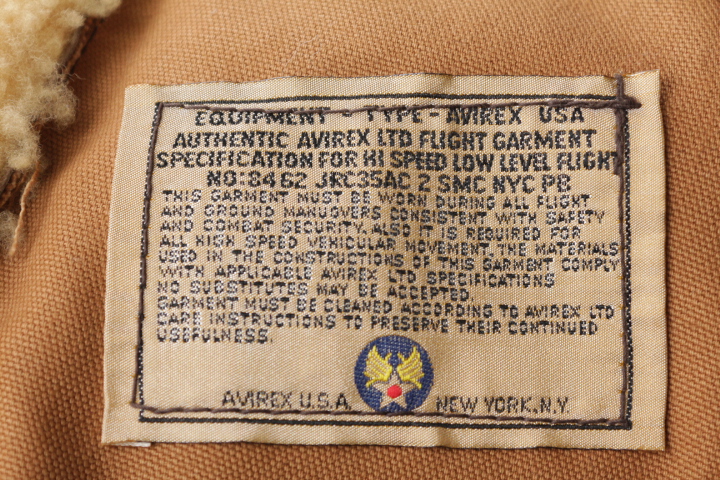 EQUIPMENT - TYPE - AVIREX USA
AUTHENTIC AVIREX LTD FLIGHT GARMENT
SPECIFICATION FOR HI SPEED LOW LEVEL FLIGHT
NO:8462 JRC35AC 2 SMC NYC PB
THIS GARMENT MUST BE WORN DURING ALL FLIGHT
AND GROUND MANUOVERS CONSISTENT WITH SAFETY
AND COMBAT SECURITY. ALSO IT IS REQUIRED FOR
ALL HIGH SPEED VEHICULAR MOVEMENT. THE MATERIALS
USED IN THE CONSTRUCTIONS OF THIS GARMENT COMPLY
WITH APPLICABLE AVIREX LTD SPECIFICATIONS
NO SUBSTITUTES MAY BE ACCEPTED.
GARMENT MUST BE CLEANED ACCORDING TO AVIREX LTD
CARE INSTRUCTIONS TO PRESERVE THEIR CONTINUED
USEFULNESS.
AVIREX U.S.A. NEW YORK.N.Y.